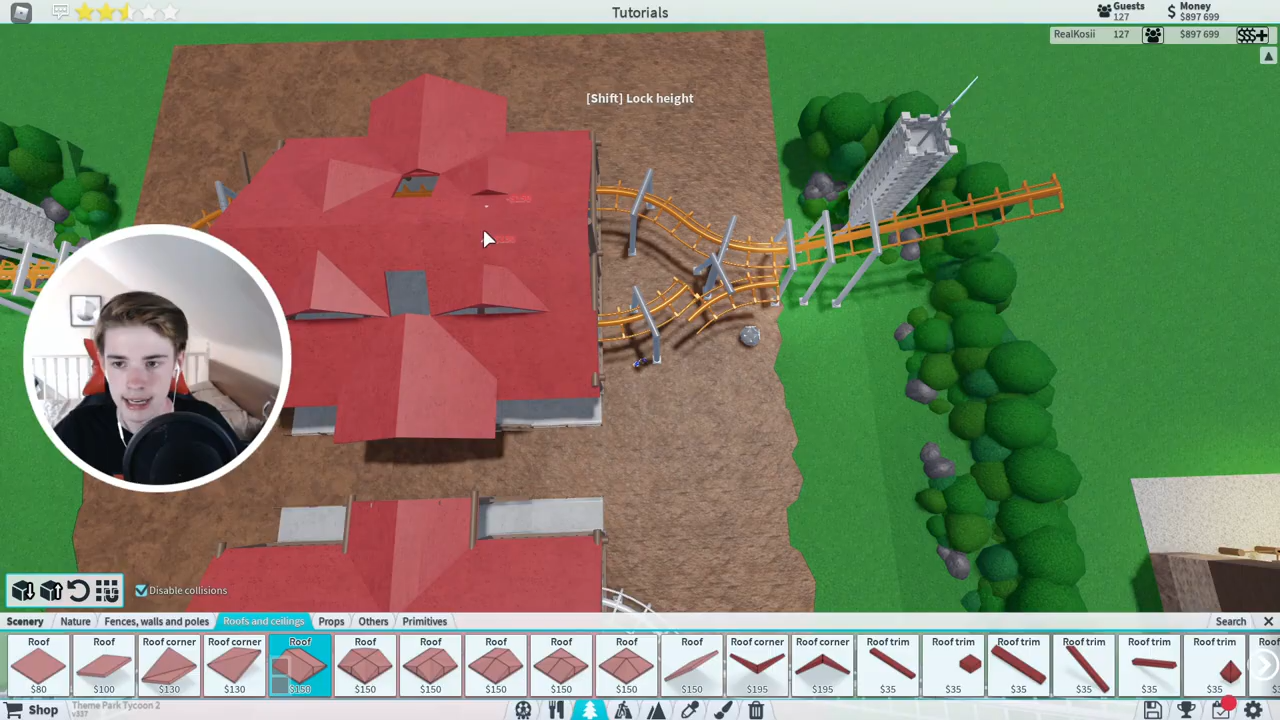 Tutorials
Guests
127
Money
$897 699
RealKosii 127 $897 699
[Shift] Lock height
Disable collisions
Scenery Nature Fences, walls and poles Roofs and ceilings Props Others Primitives Search
Roof Roof Roof corner Roof corner Roof Roof Roof Roof Roof Roof Roof Roof corner Roof corner Roof trim Roof trim Roof trim Roof trim Roof trim Roof trim
$80 $100 $130 $130 $150 $150 $150 $150 $150 $150 $150 $195 $195 $35 $35 $35 $35 $35 $35
Shop
Theme Park Tycoon 2
v337